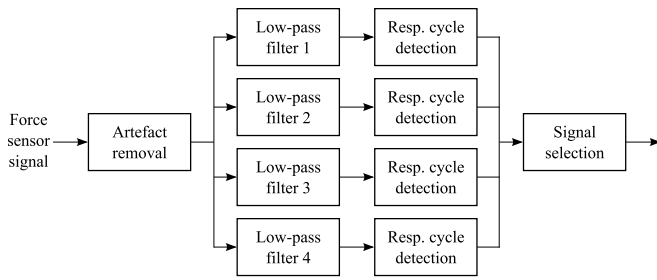 Force
sensor
signal
Artefact
removal
Low-pass
filter 1
Resp. cycle
detection
Low-pass
filter 2
Resp. cycle
detection
Low-pass
filter 3
Resp. cycle
detection
Low-pass
filter 4
Resp. cycle
detection
Signal
selection